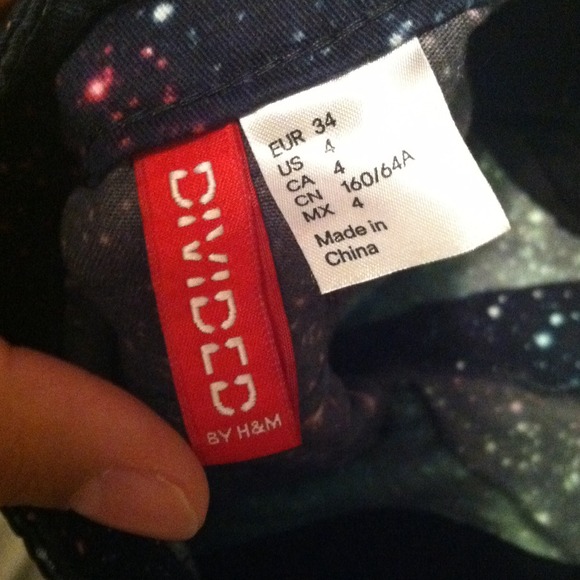 DIVIDED
BY H&M
EUR 34
US 4
CA 4
CN 160/64A
MX 4
Made in
China